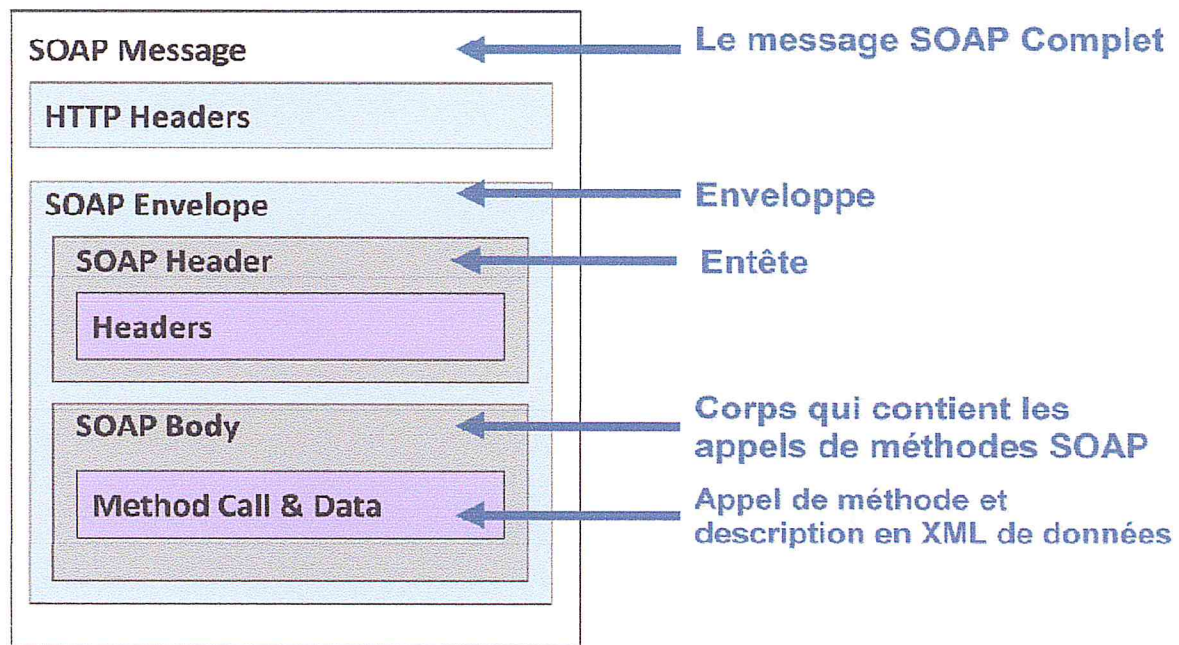 SOAP Message
Le message SOAP Complet
HTTP Headers
SOAP Envelope
Enveloppe
SOAP Header
Entête
Headers
SOAP Body
Corps qui contient les
appels de méthodes SOAP
Method Call & Data
Appel de méthode et
description en XML de données